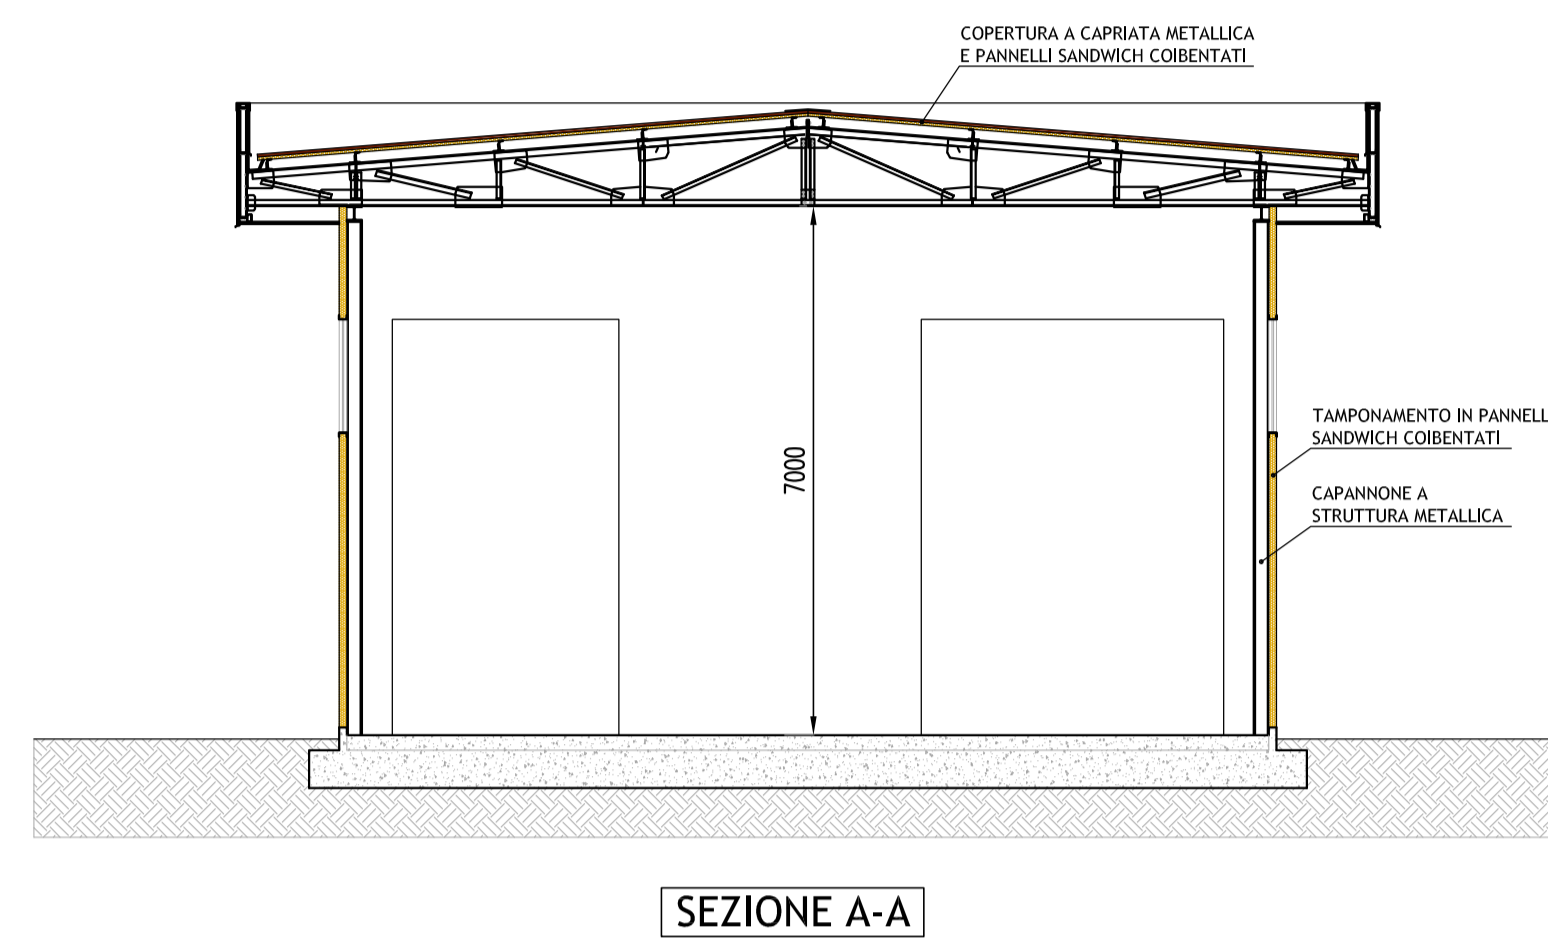 COPERTURA A CAPRIATA METALLICA
E PANNELLI SANDWICH COIBENTATI
TAMPONAMENTO IN PANNELL
SANDWICH COIBENTATI
7000
CAPANNONE A
STRUTTURA METALLICA
SEZIONE A-A